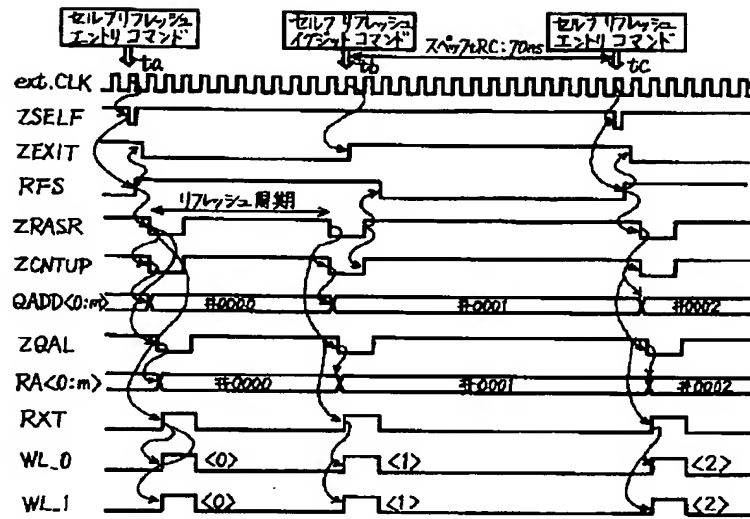 セルフリフレッシュ
エントリコマンド
セルフリフレッシュ
イグジットコマンド
セルフリフレッシュ
エントリコマンド
スペックtRC:70ns
ta
tb
tc
ext.CLK
ZSELF
ZEXIT
RFS
リフレッシュ周期
ZRASR
ZCNTUP
QADD<0:m> #0000 #0001 #0002
ZQAL
RA<0:m> #0000 #0001 #0002
RXT
WL_0 <0> <1> <2>
WL_1 <0> <1> <2>